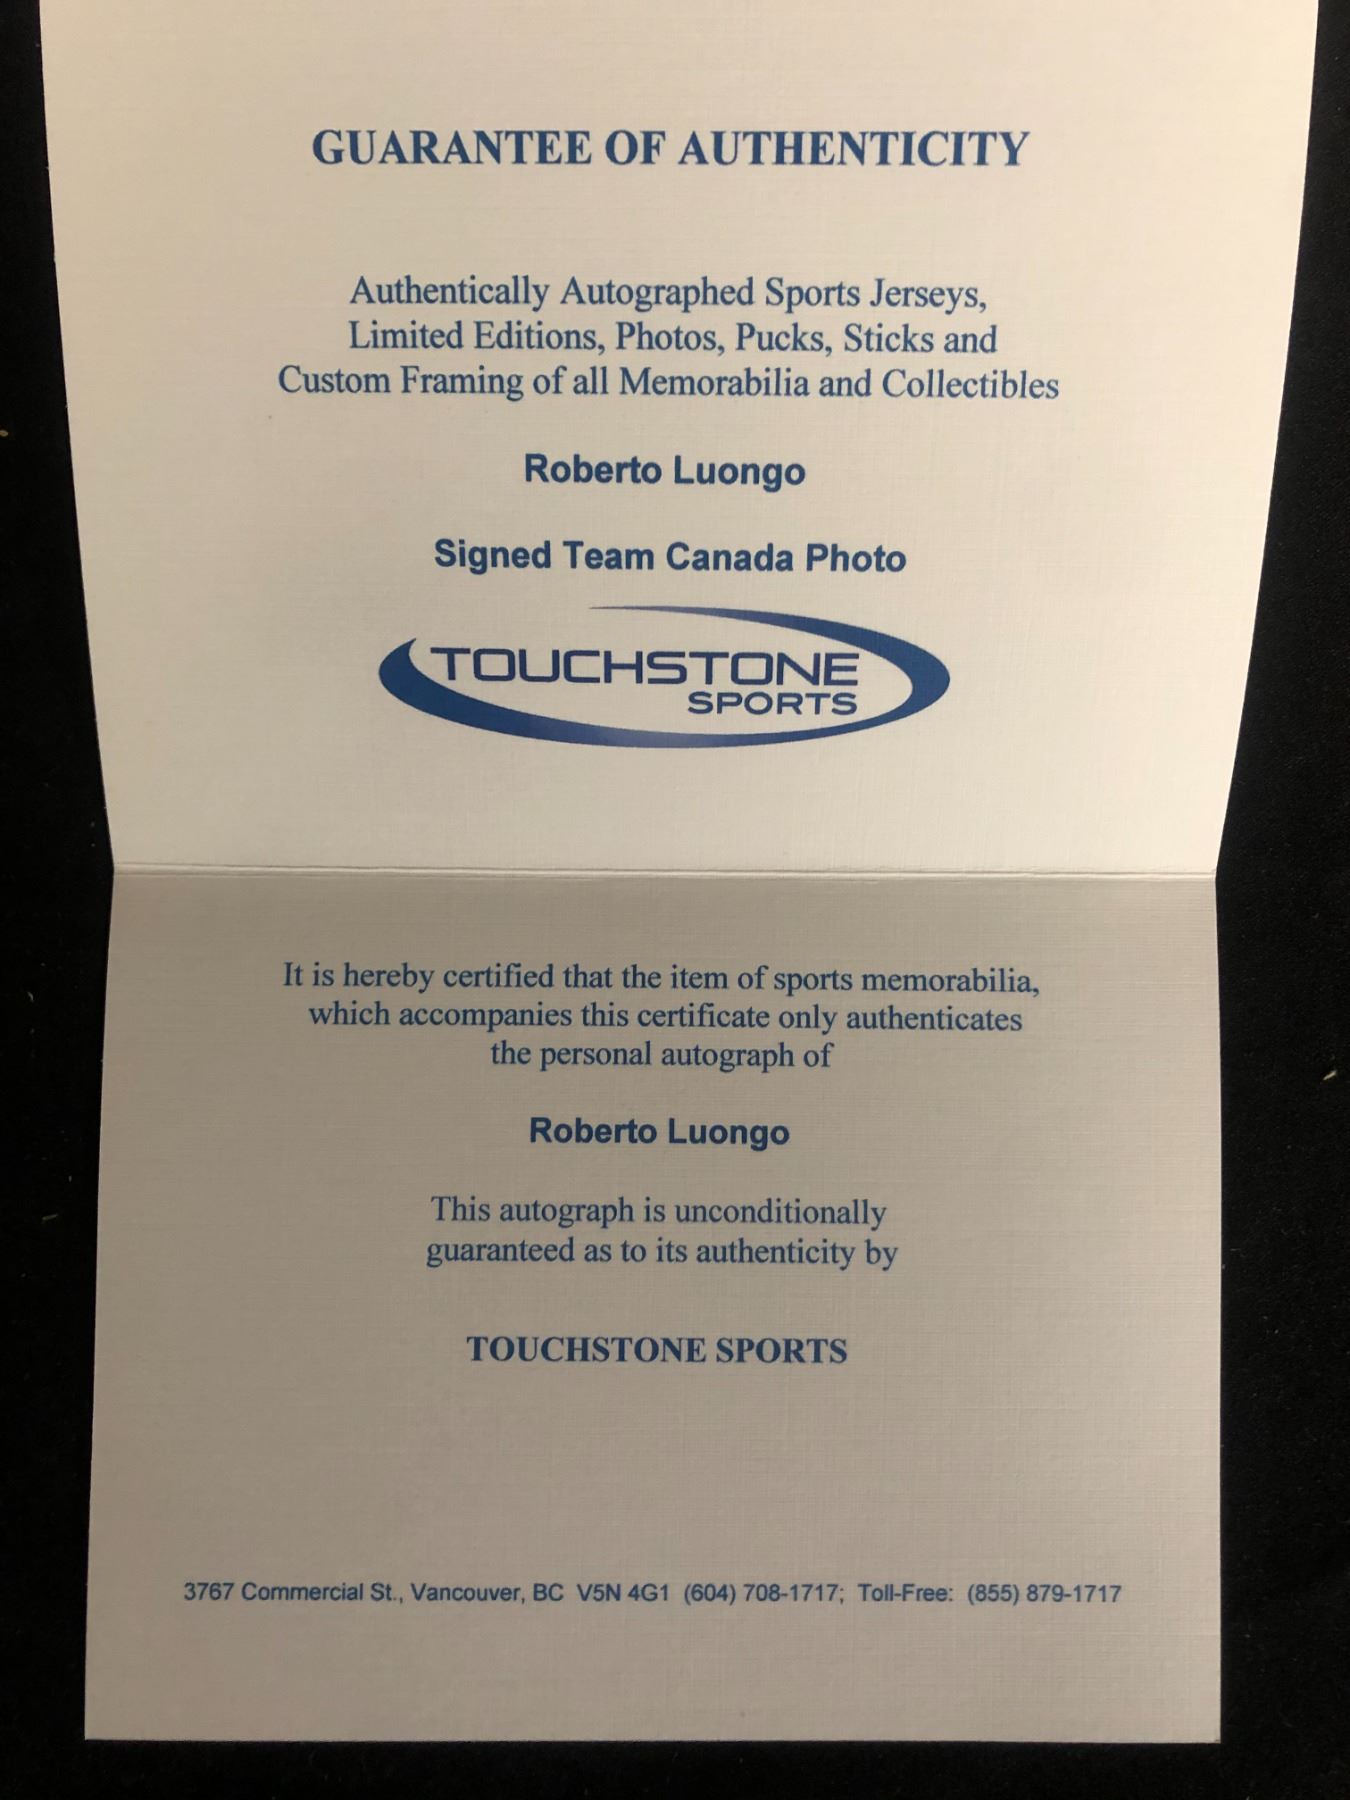 GUARANTEE OF AUTHENTICITY
Authentically Autographed Sports Jerseys,
Limited Editions, Photos, Pucks, Sticks and
Custom Framing of all Memorabilia and Collectibles
Roberto Luongo
Signed Team Canada Photo
TOUCHSTONE
SPORTS
It is hereby certified that the item of sports memorabilia,
which accompanies this certificate only authenticates
the personal autograph of
Roberto Luongo
This autograph is unconditionally
guaranteed as to its authenticity by
TOUCHSTONE SPORTS
3767 Commercial St., Vancouver, BC V5N 4G1 (604) 708-1717; Toll-Free: (855) 879-1717